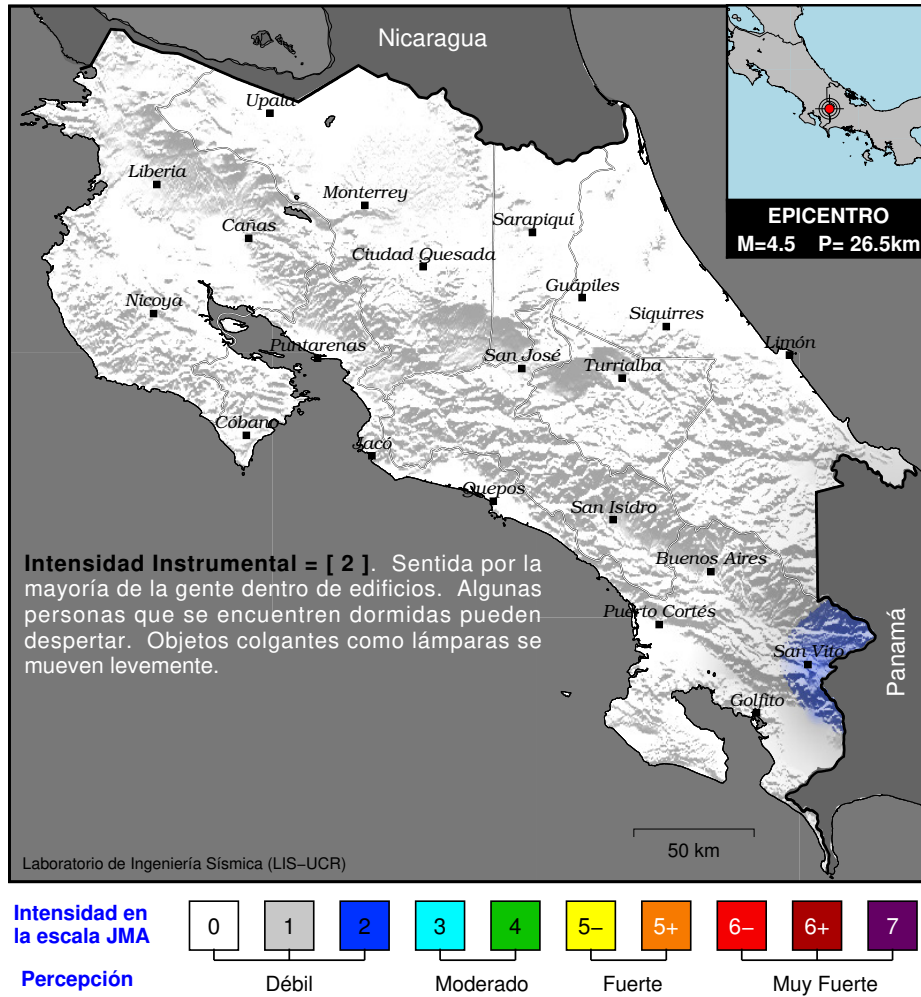 Nicaragua
Upala
Liberia
Monterrey
Cañas
Sarapiquí
EPICENTRO
M=4.5 P= 26.5km
Ciudad Quesada
Nicoya
Guápiles
Siquirres
Puntarenas
San José
Limón
Turrialba
Cóbano
Jacó
Quepos
San Isidro
Intensidad Instrumental = [ 2 ]. Sentida por la
mayoría de la gente dentro de edificios. Algunas
personas que se encuentren dormidas pueden
despertar. Objetos colgantes como lámparas se
mueven levemente.
Buenos Aires
Puerto Cortés
San Vito
Panamá
Golfito
50 km
Laboratorio de Ingeniería Sísmica (LIS−UCR)
Intensidad en
la escala JMA
0 1 2 3 4 5− 5+ 6− 6+ 7
Percepción
Débil Moderado Fuerte Muy Fuerte